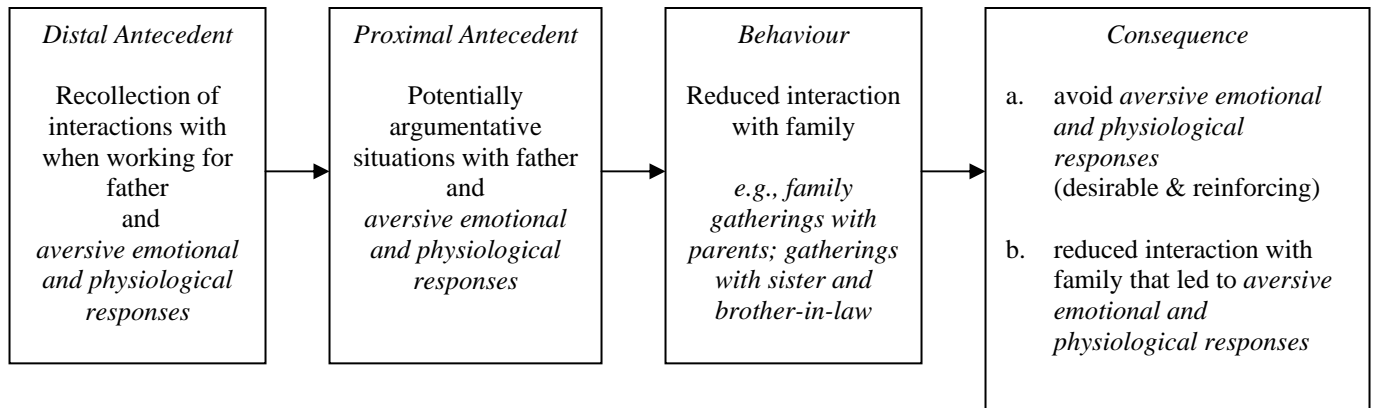 Distal Antecedent
Recollection of
interactions with
when working for
father
and
aversive emotional
and physiological
responses
Proximal Antecedent
Potentially
argumentative
situations with father
and
aversive emotional
and physiological
responses
Behaviour
Reduced interaction
with family
e.g., family
gatherings with
parents; gatherings
with sister and
brother-in-law
Consequence
a. avoid aversive emotional
and physiological
responses
(desirable & reinforcing)
b. reduced interaction with
family that led to aversive
emotional and
physiological responses